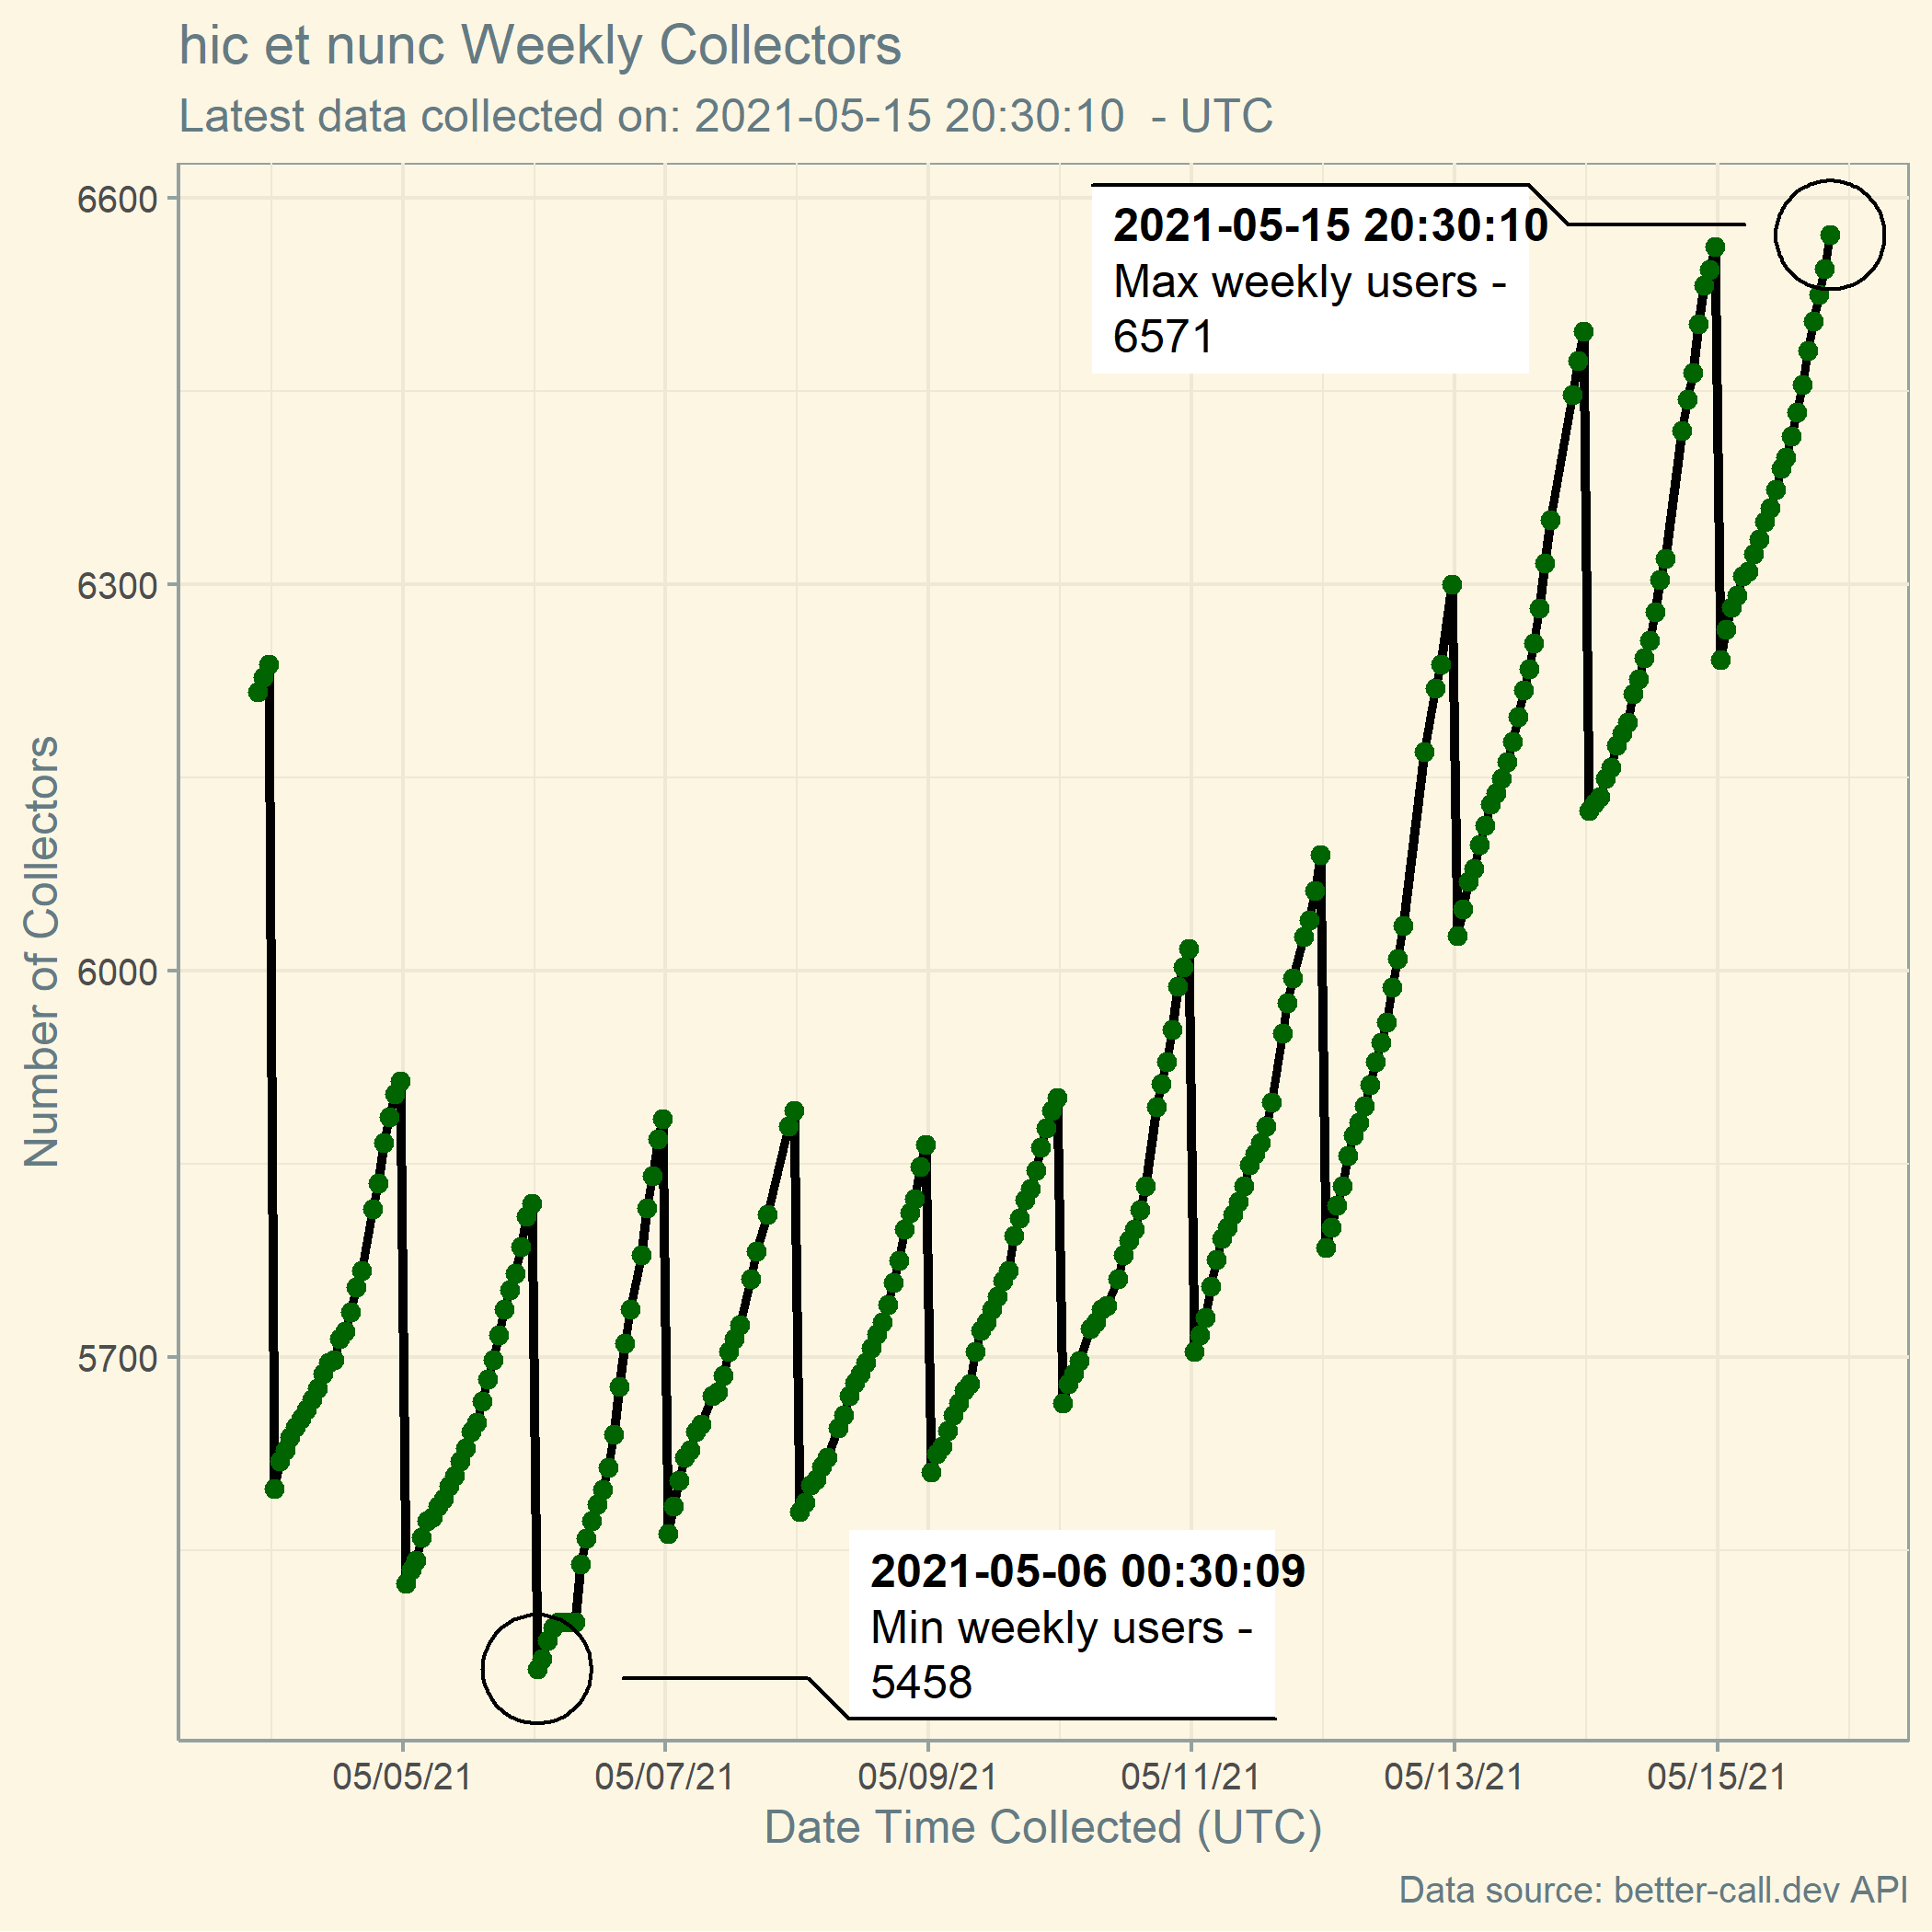 hic et nunc Weekly Collectors
Latest data collected on: 2021-05-15 20:30:10  - UTC
6600
6300
6000
5700
Number of Collectors
2021-05-15 20:30:10
Max weekly users -
6571
2021-05-06 00:30:09
Min weekly users -
5458
05/05/21
05/07/21
05/09/21
05/11/21
05/13/21
05/15/21
Date Time Collected (UTC)
Data source: better-call.dev API